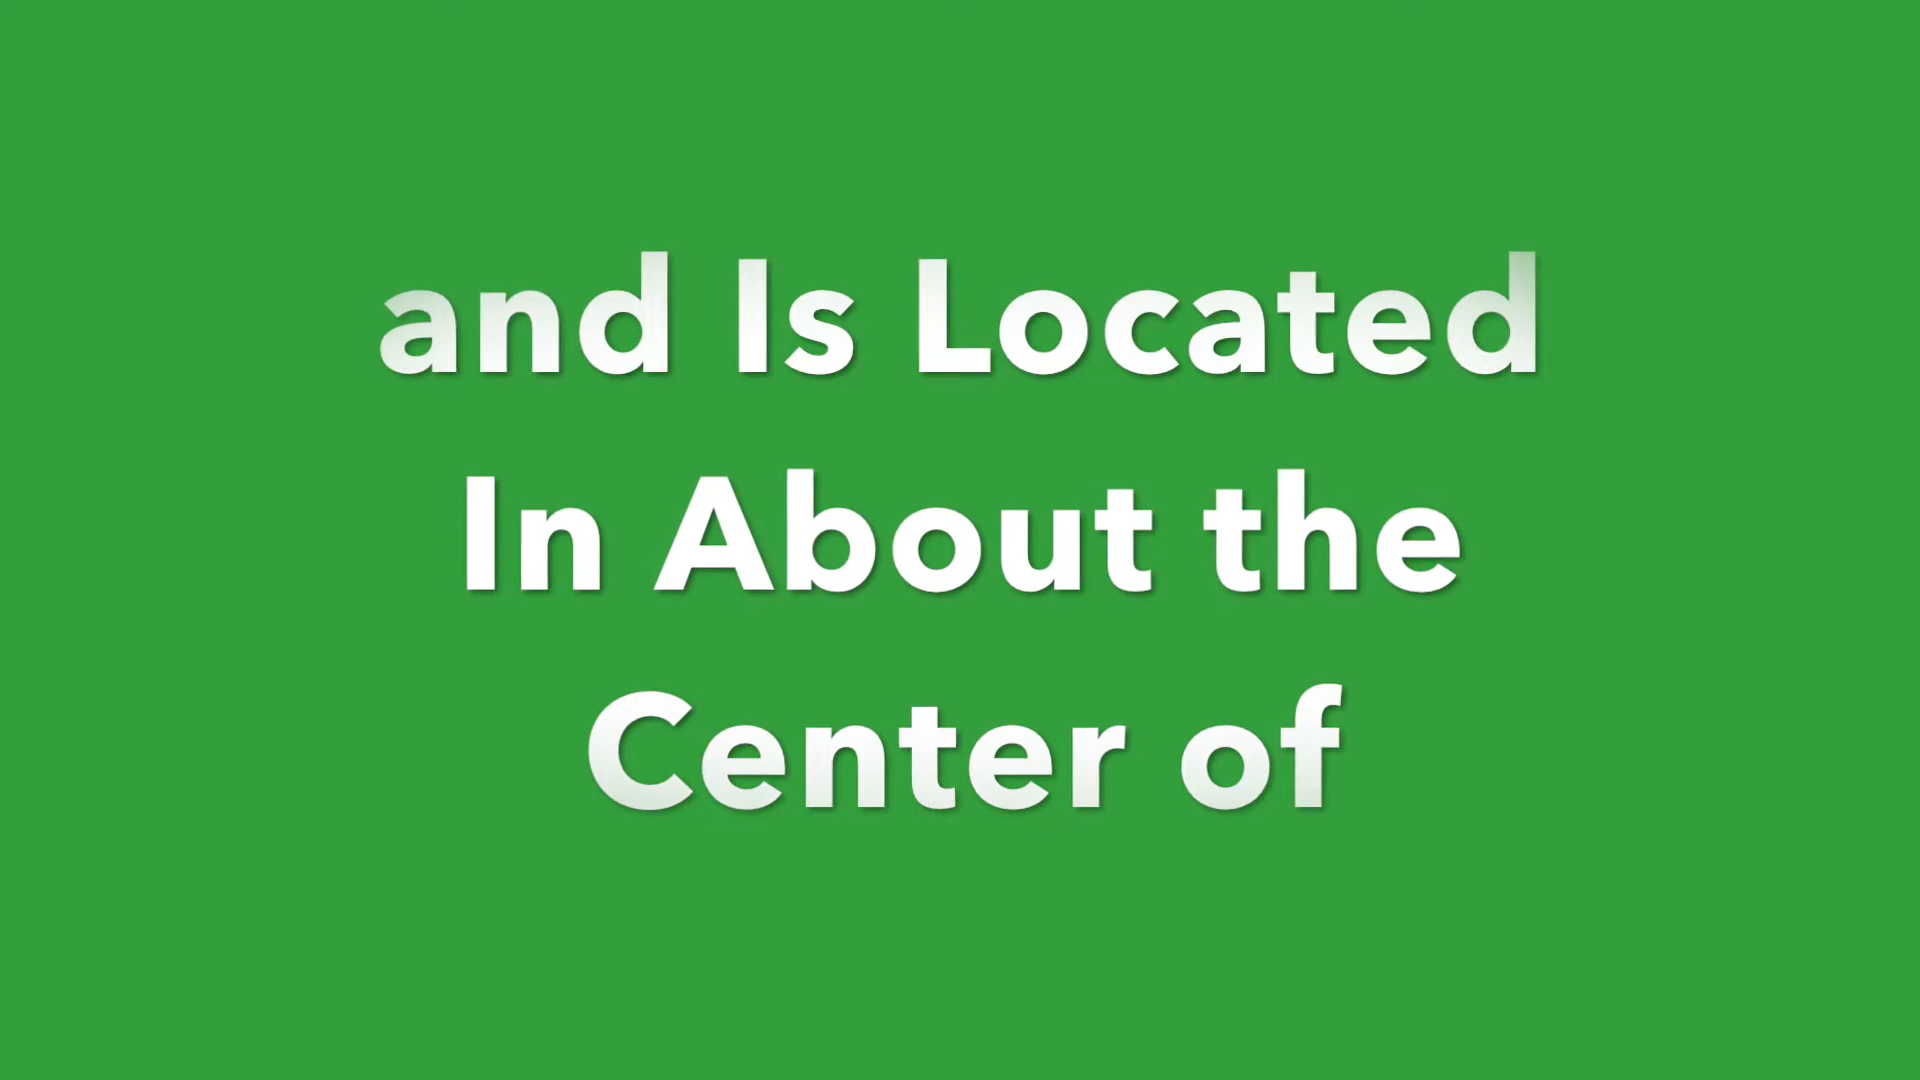 and Is Located
In About the
Center of